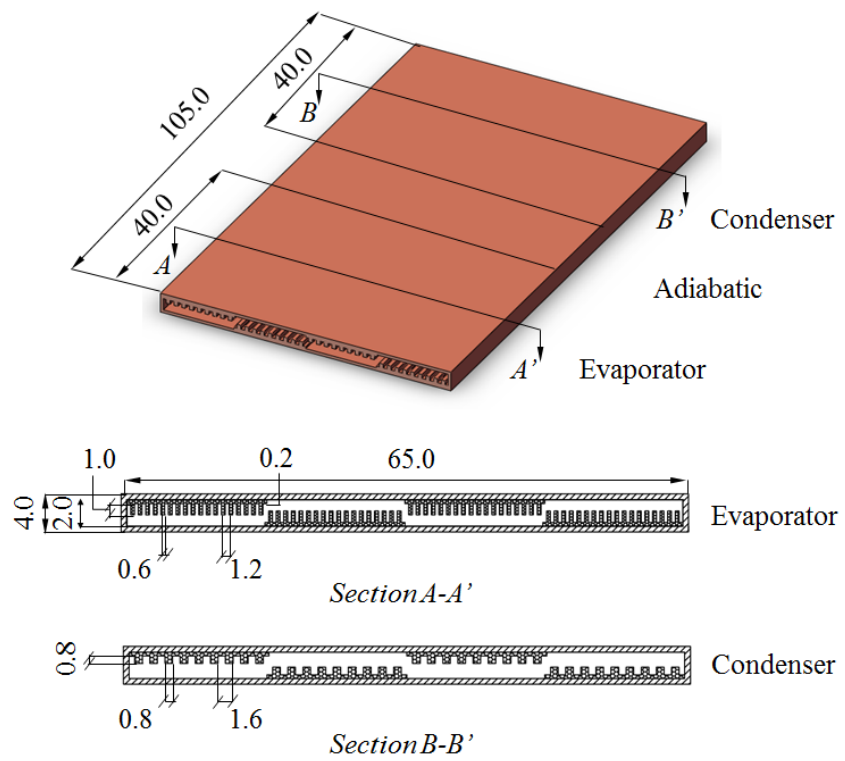 105.0
40.0
B
40.0
B’ Condenser
A
Adiabatic
A’ Evaporator
1.0
0.2
65.0
4.0
2.0
Evaporator
0.6
1.2
Section A-A’
0.8
Condenser
0.8
1.6
Section B-B’